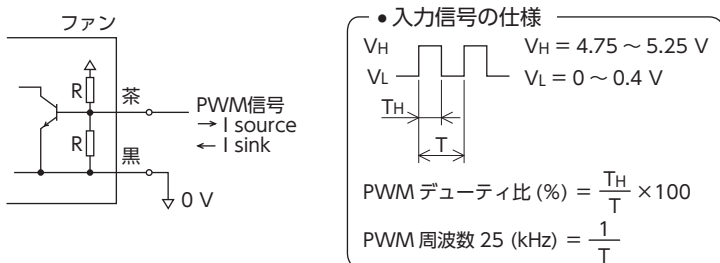 ファン
R
茶
PWM信号
→ I source
← I sink
R
黒
0 V
● 入力信号の仕様
VH
VH = 4.75 ～ 5.25 V
VL
VL = 0 ～ 0.4 V
TH
T
PWM デューティ比 (%) = TH/T ×100
PWM 周波数 25 (kHz) = 1/T